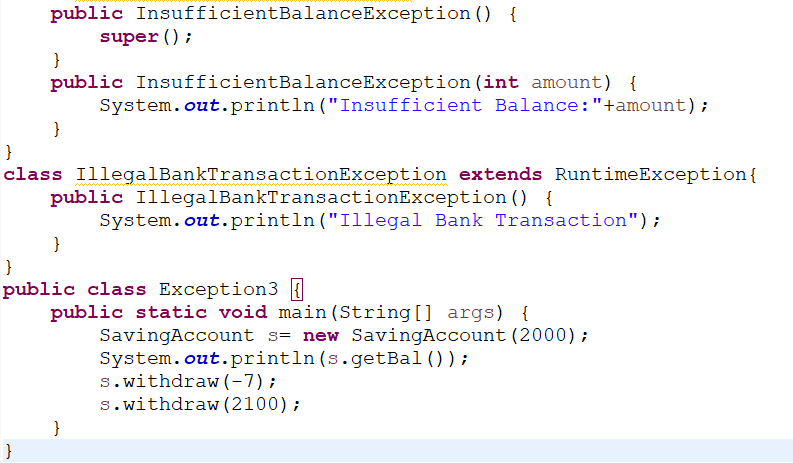 public InsufficientBalanceException() {
        super();
    }
    public InsufficientBalanceException(int amount) {
        System.out.println("Insufficient Balance:"+amount);
    }
}
class IllegalBankTransactionException extends RuntimeException{
    public IllegalBankTransactionException() {
        System.out.println("Illegal Bank Transaction");
    }
}
public class Exception3 {
    public static void main(String[] args) {
        SavingAccount s= new SavingAccount(2000);
        System.out.println(s.getBal());
        s.withdraw(-7);
        s.withdraw(2100);
    }
}